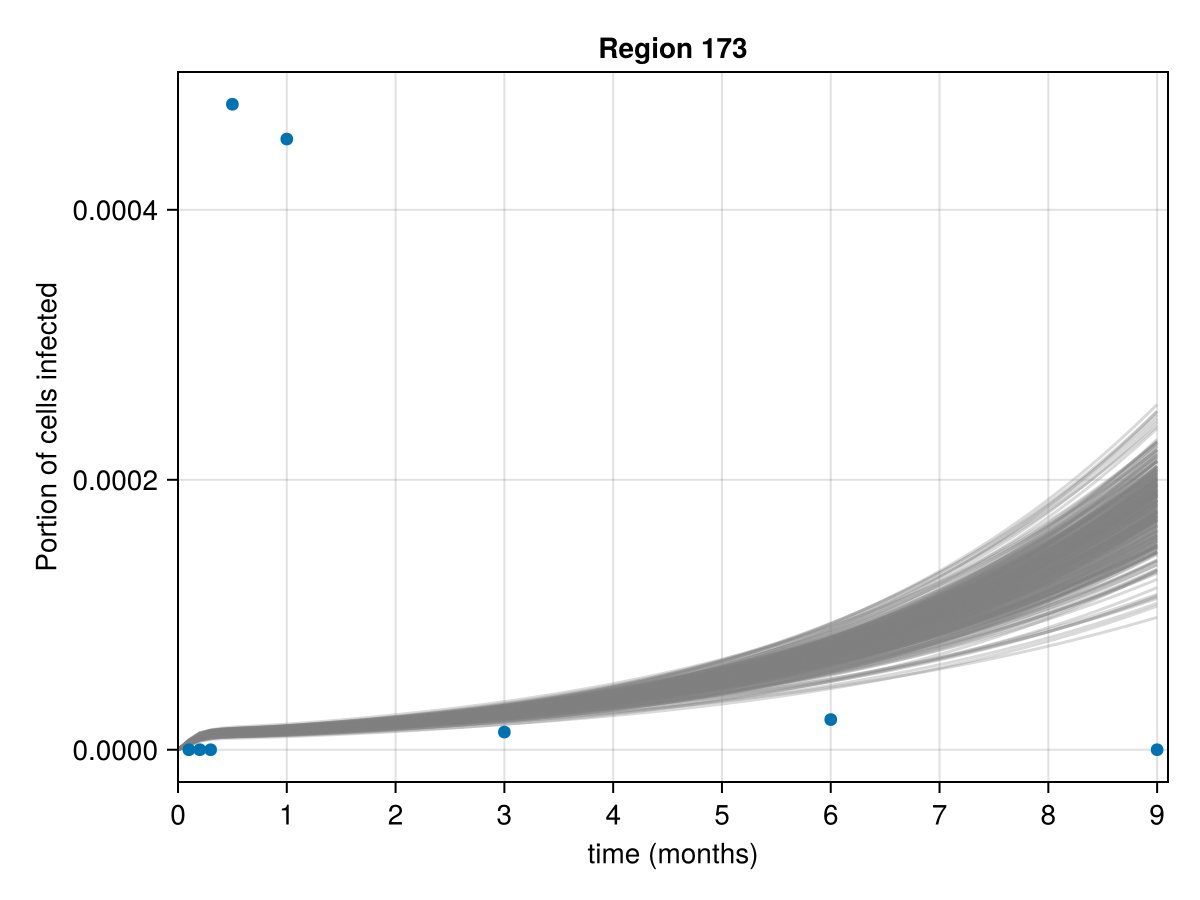 Region 173
Portion of cells infected
0.0004
0.0002
0.0000
0 1 2 3 4 5 6 7 8 9
time (months)